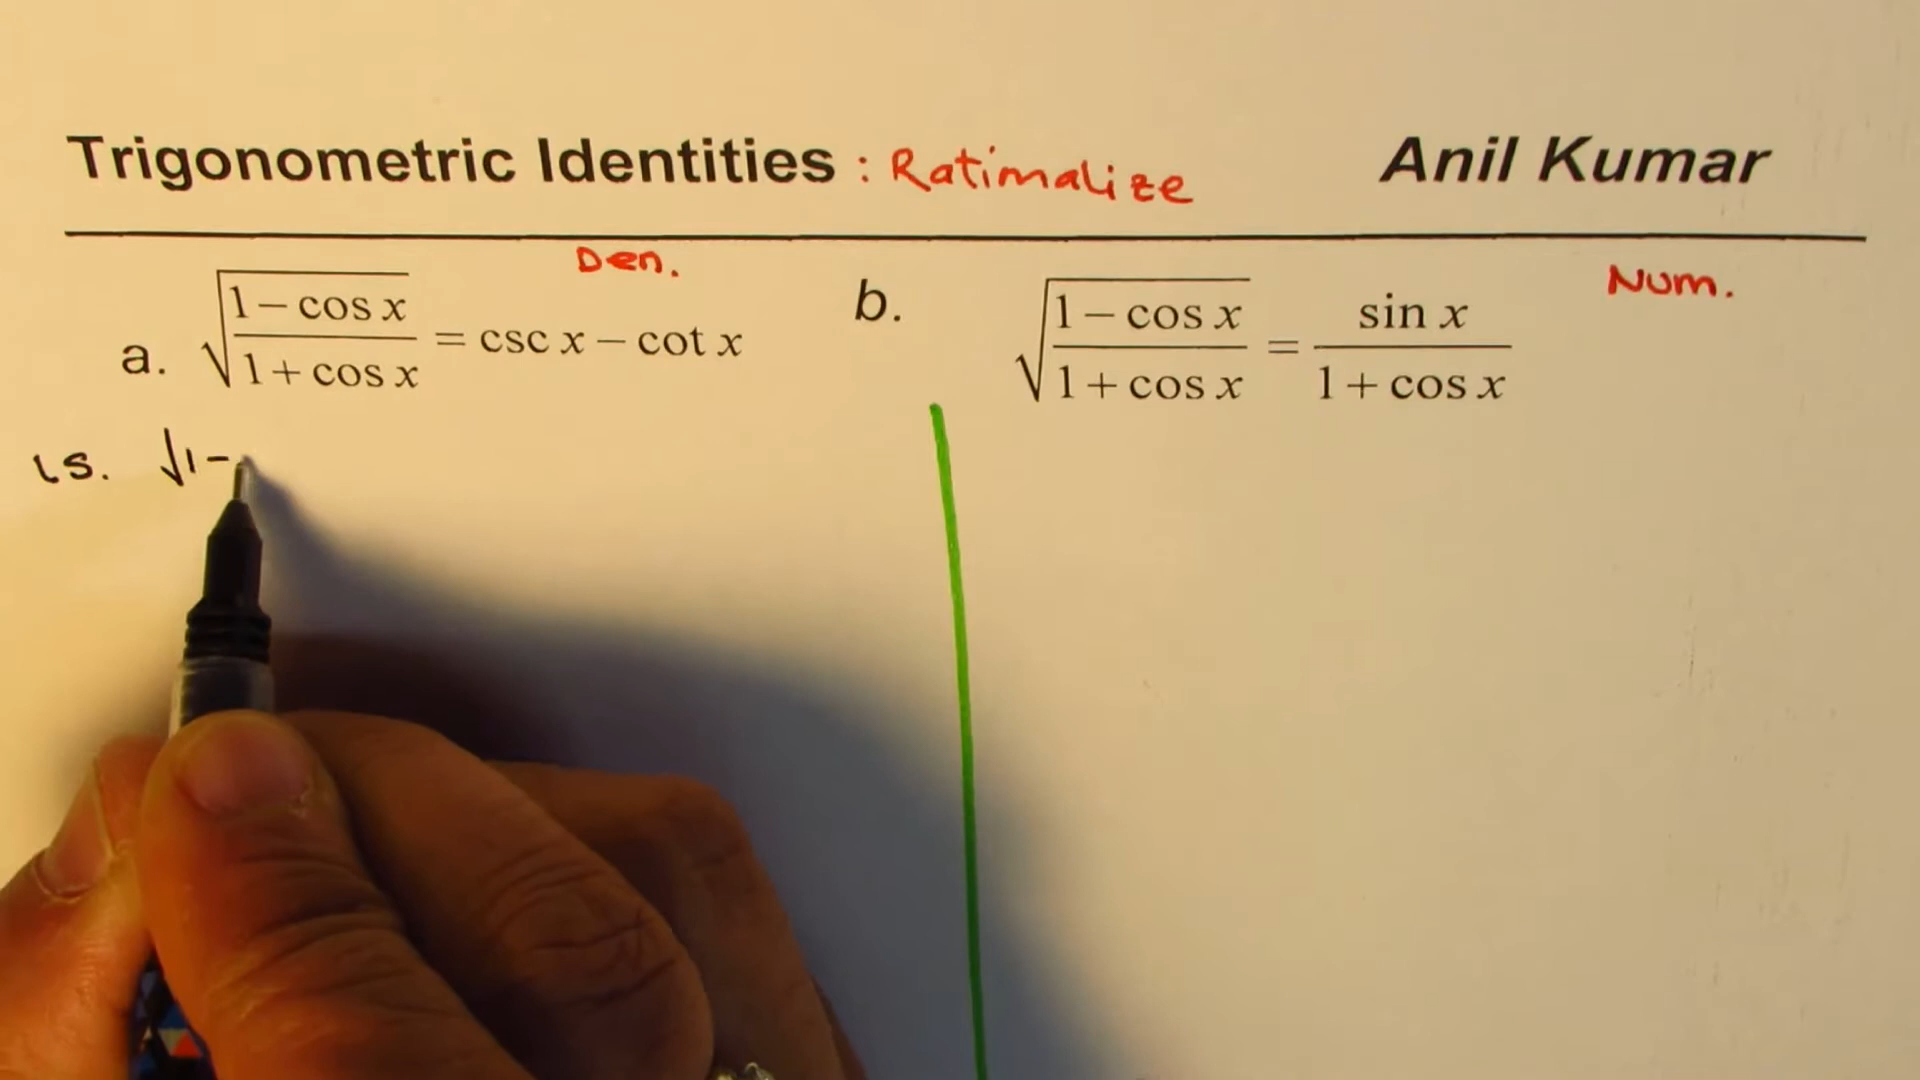 Trigonometric Identities : Rationalize Anil Kumar
Den. Num.
a. √((1 − cos x)/(1 + cos x)) = csc x − cot x
b. √((1 − cos x)/(1 + cos x)) = sin x/(1 + cos x)
LS. √1−